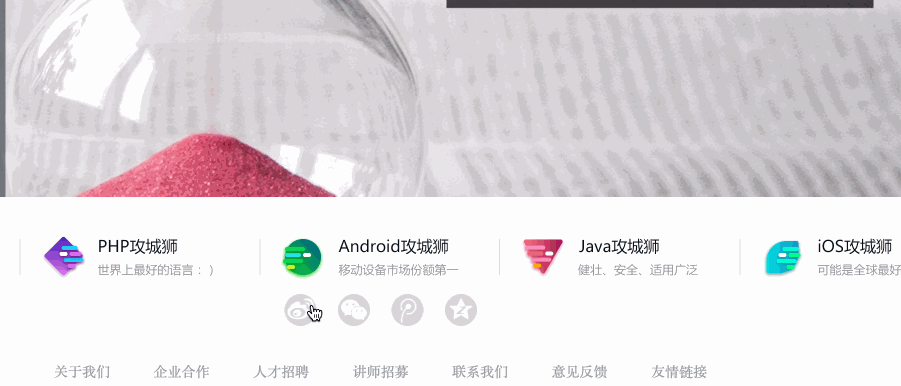 PHP攻城狮
世界上最好的语言：）
Android攻城狮
移动设备市场份额第一
Java攻城狮
健壮、安全、适用广泛
iOS攻城狮
可能是全球最好
关于我们 企业合作 人才招聘 讲师招募 联系我们 意见反馈 友情链接